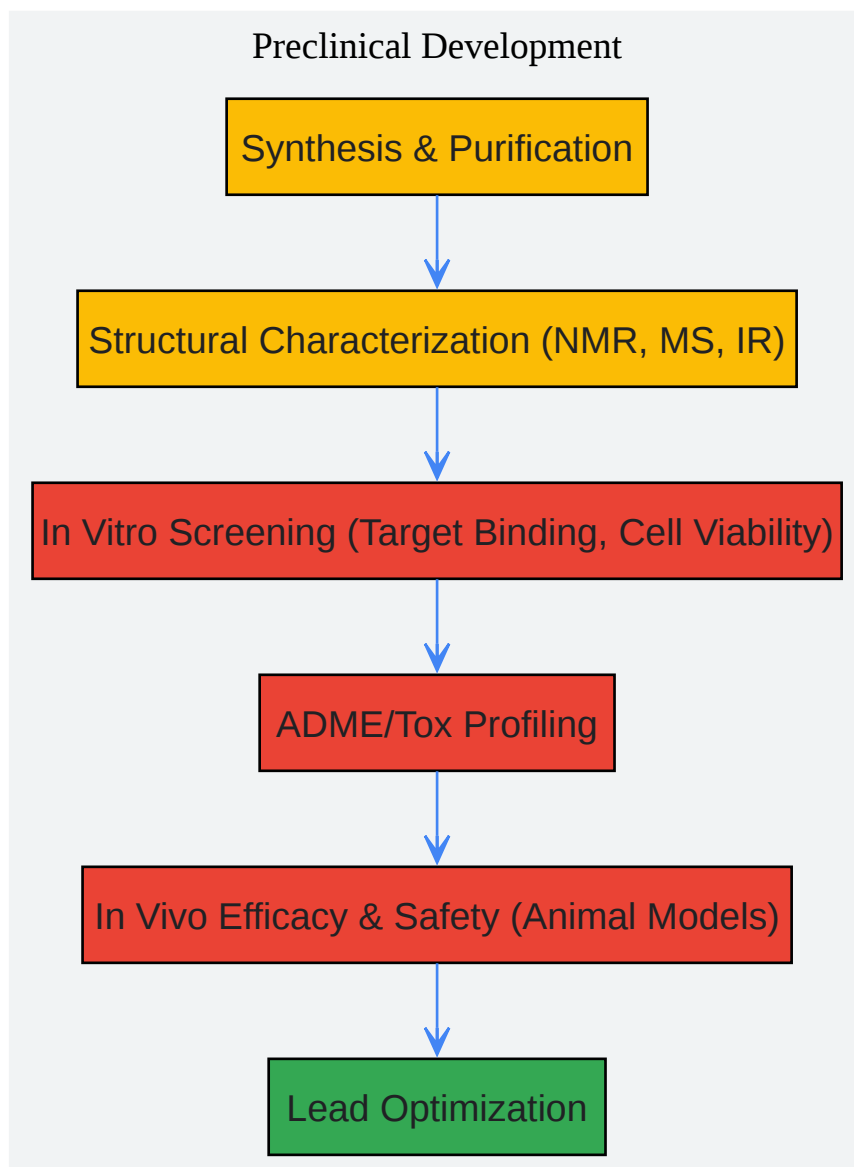 Preclinical Development
Synthesis & Purification
Structural Characterization (NMR, MS, IR)
In Vitro Screening (Target Binding, Cell Viability)
ADME/Tox Profiling
In Vivo Efficacy & Safety (Animal Models)
Lead Optimization